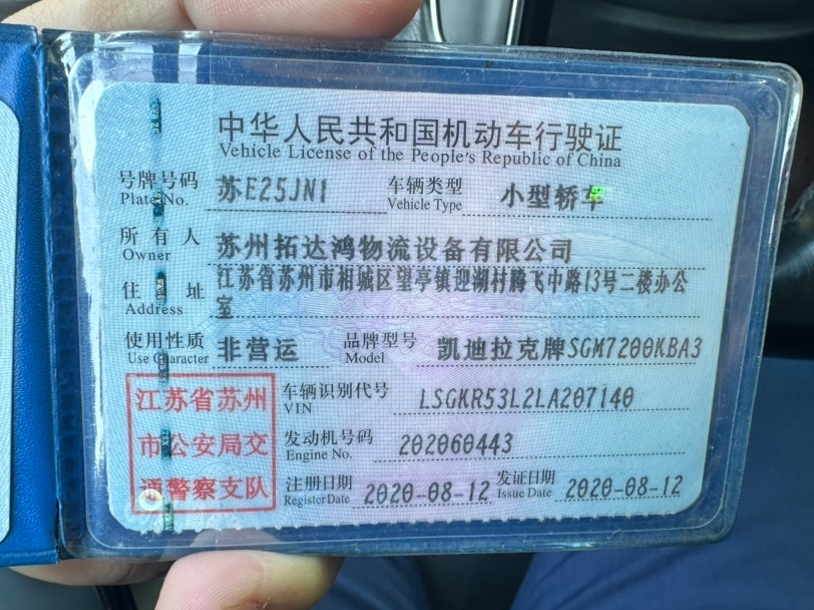 中华人民共和国机动车行驶证
Vehicle License of the People's Republic of China
号牌号码 苏E25JN1 车辆类型 小型轿车
Plate No. Vehicle Type
所有人 苏州拓达鸿物流设备有限公司
Owner
住址 江苏省苏州市相城区望亭镇迎湖村腾飞中路13号二楼办公
Address 室
使用性质 非营运 品牌型号 凯迪拉克牌SGM7200KBA3
Use Character Model
江苏省苏州
市公安局交
通警察支队
车辆识别代号 LSGKR53L2LA207140
VIN
发动机号码 202060443
Engine No.
注册日期 2020-08-12 发证日期 2020-08-12
Register Date Issue Date